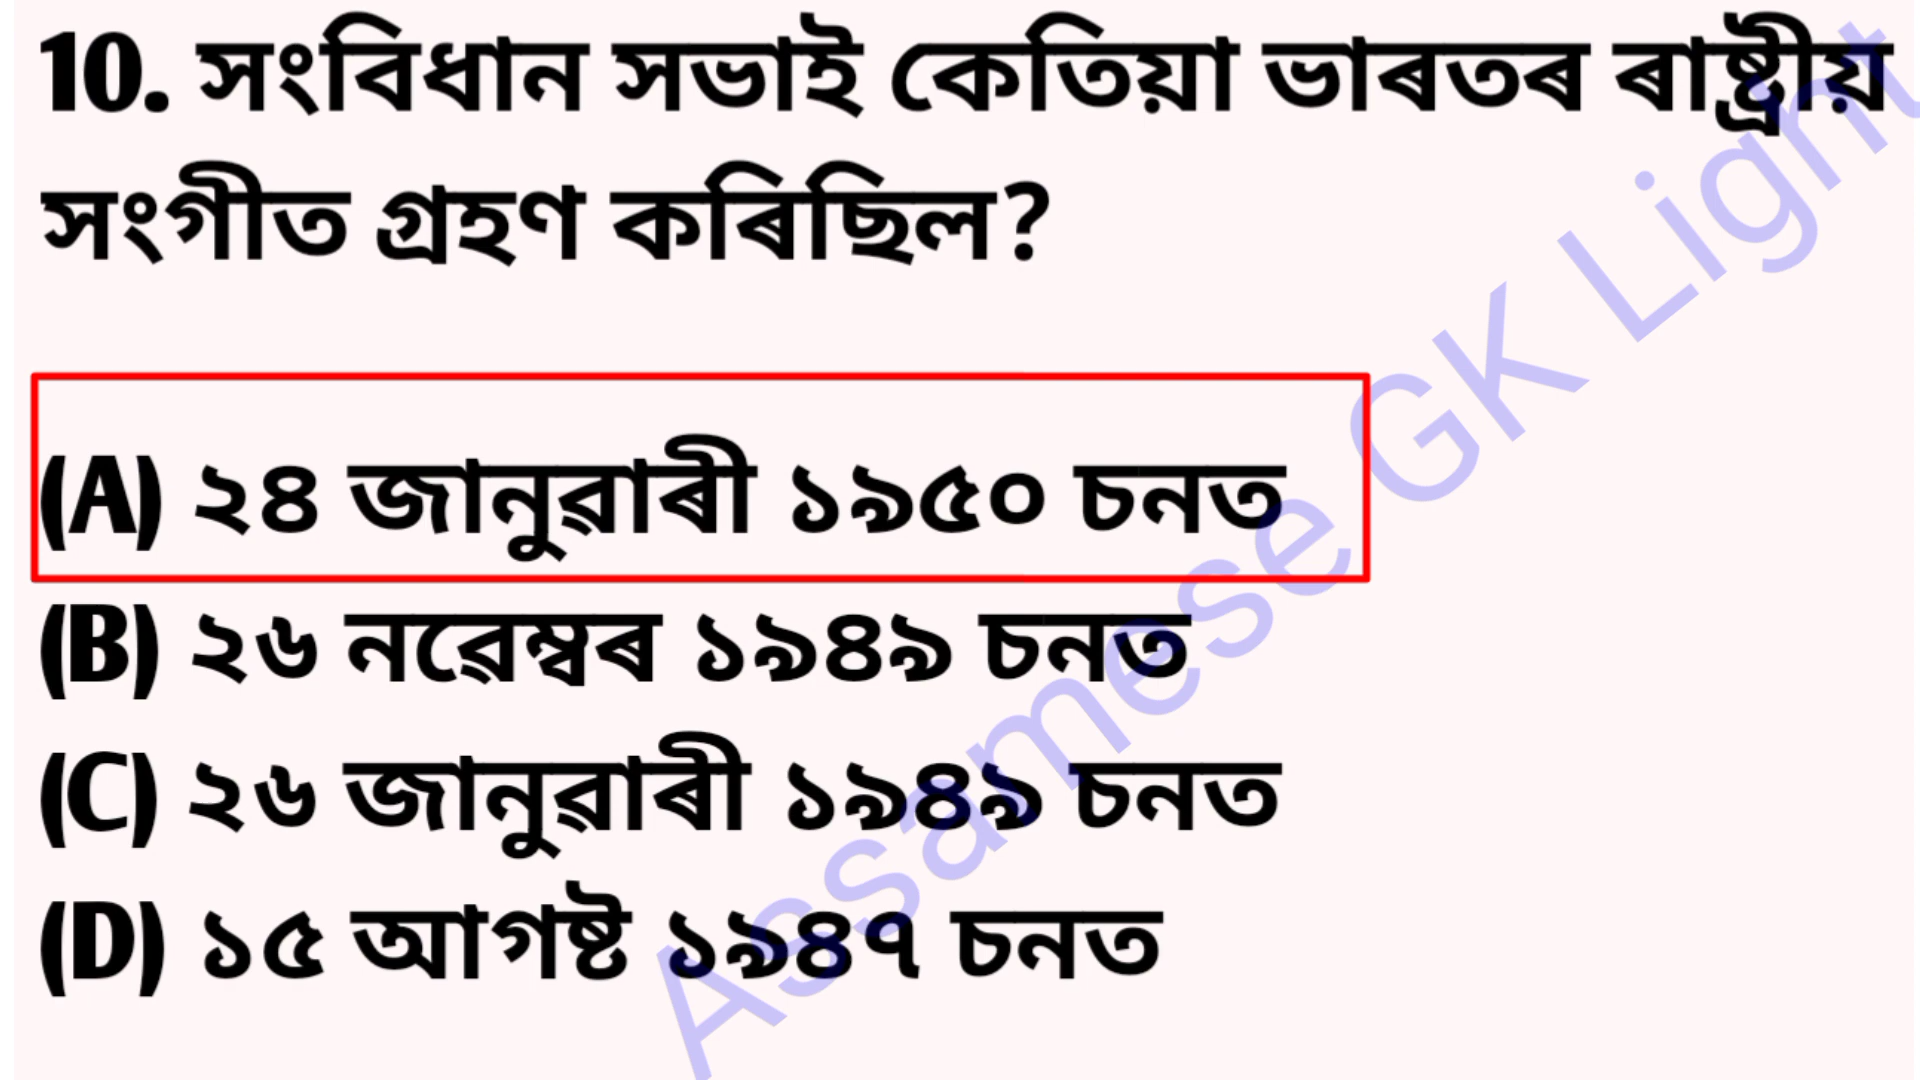 10. সংবিধান সভাই কেতিয়া ভাৰতৰ ৰাষ্ট্ৰীয়
সংগীত গ্ৰহণ কৰিছিল?
(A) ২৪ জানুৱাৰী ১৯৫০ চনত
(B) ২৬ নৱেম্বৰ ১৯৪৯ চনত
(C) ২৬ জানুৱাৰী ১৯৪৯ চনত
(D) ১৫ আগষ্ট ১৯৪৭ চনত
Assamese GK Light